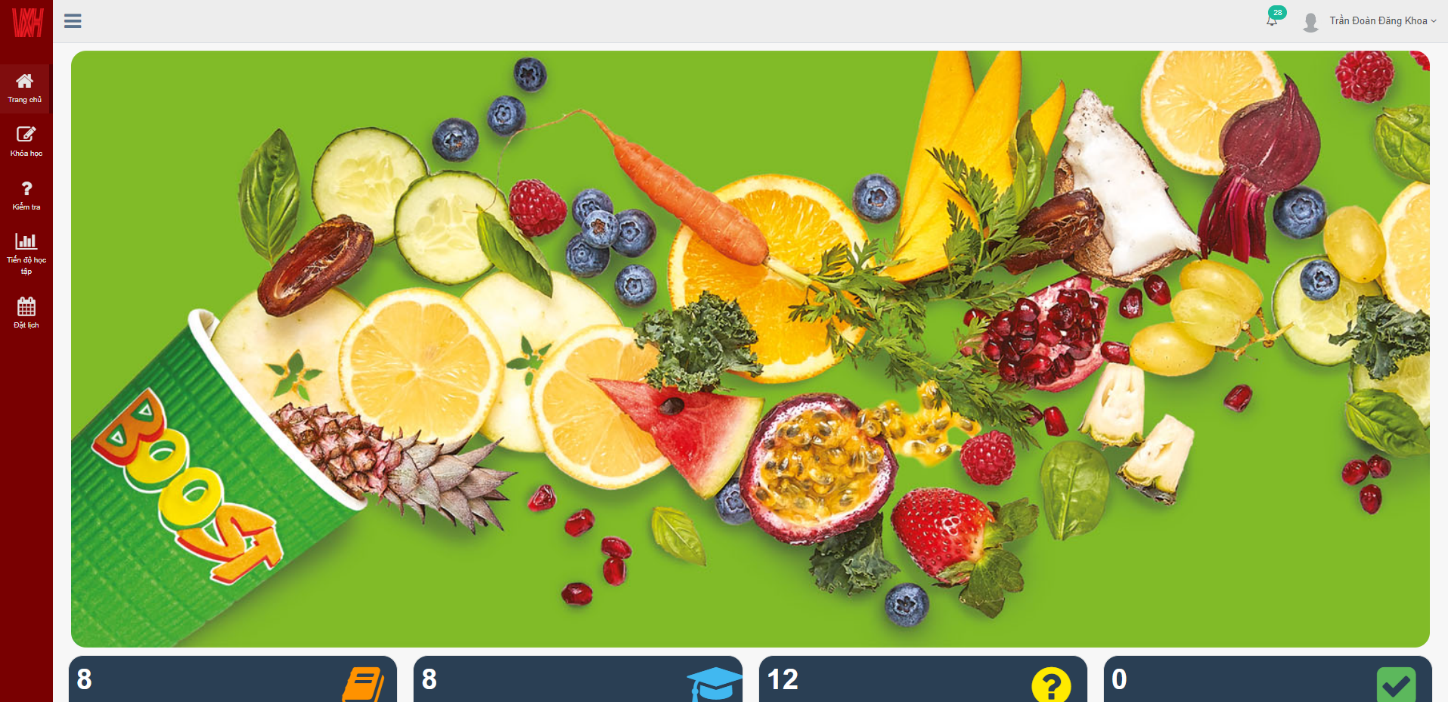 VXH
28
Trần Đoàn Đăng Khoa
Trang chủ
Khóa học
Kiểm tra
Tiến độ học
tập
Đặt lịch
BOOST
8
8
12
0